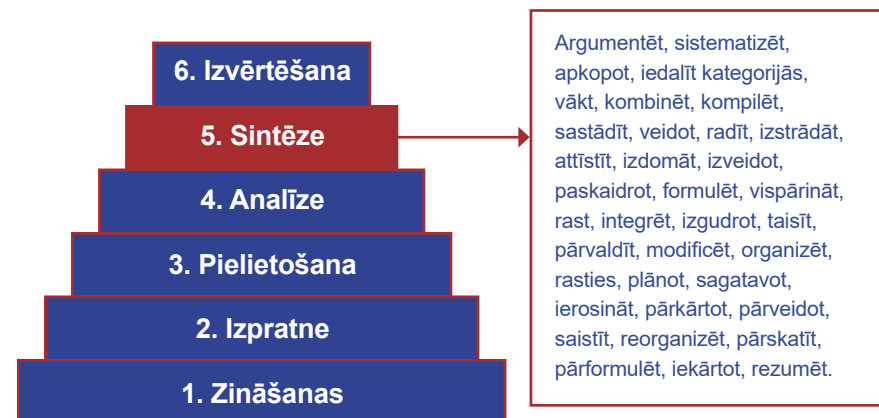 6. Izvērtēšana
5. Sintēze
4. Analīze
3. Pielietošana
2. Izpratne
1. Zināšanas
Argumentēt, sistematizēt,
apkopot, iedalīt kategorijās,
vākt, kombinēt, kompilēt,
sastādīt, veidot, radīt, izstrādāt,
attīstīt, izdomāt, izveidot,
paskaidrot, formulēt, vispārināt,
rast, integrēt, izgudrot, taisīt,
pārvaldīt, modificēt, organizēt,
rasties, plānot, sagatavot,
ierosināt, pārkārtot, pārveidot,
saistīt, reorganizēt, pārskatīt,
pārformulēt, iekārtot, rezumēt.